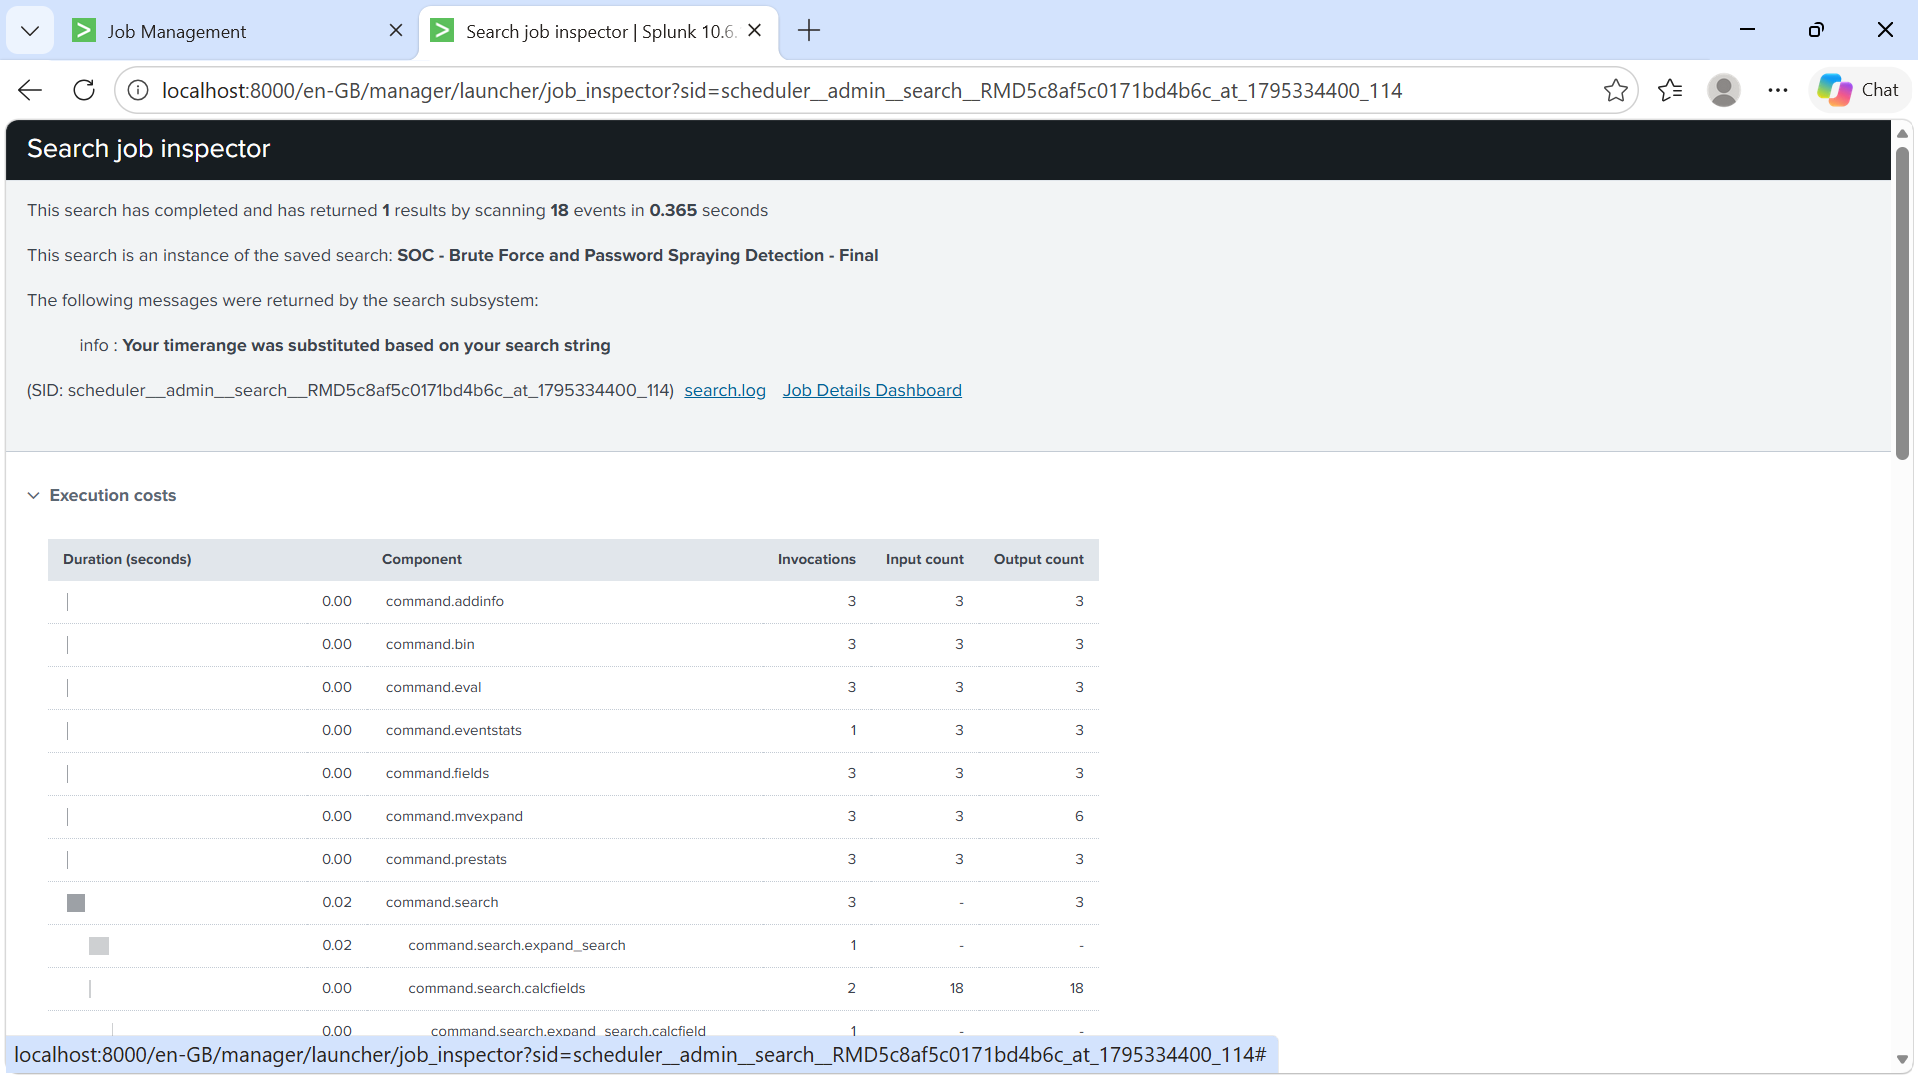 Job Management
Search job inspector | Splunk 10.6.
localhost:8000/en-GB/manager/launcher/job_inspector?sid=scheduler__admin__search__RMD5c8af5c0171bd4b6c_at_1795334400_114
Chat
Search job inspector
This search has completed and has returned 1 results by scanning 18 events in 0.365 seconds
This search is an instance of the saved search: SOC - Brute Force and Password Spraying Detection - Final
The following messages were returned by the search subsystem:
info : Your timerange was substituted based on your search string
(SID: scheduler__admin__search__RMD5c8af5c0171bd4b6c_at_1795334400_114) search.log Job Details Dashboard
Execution costs
Duration (seconds) Component Invocations Input count Output count
0.00 command.addinfo 3 3 3
0.00 command.bin 3 3 3
0.00 command.eval 3 3 3
0.00 command.eventstats 1 3 3
0.00 command.fields 3 3 3
0.00 command.mvexpand 3 3 6
0.00 command.prestats 3 3 3
0.02 command.search 3 - 3
0.02 command.search.expand_search 1 - -
0.00 command.search.calcfields 2 18 18
0.00 command.search.expand_search.calcfield 1 - -
localhost:8000/en-GB/manager/launcher/job_inspector?sid=scheduler__admin__search__RMD5c8af5c0171bd4b6c_at_1795334400_114#